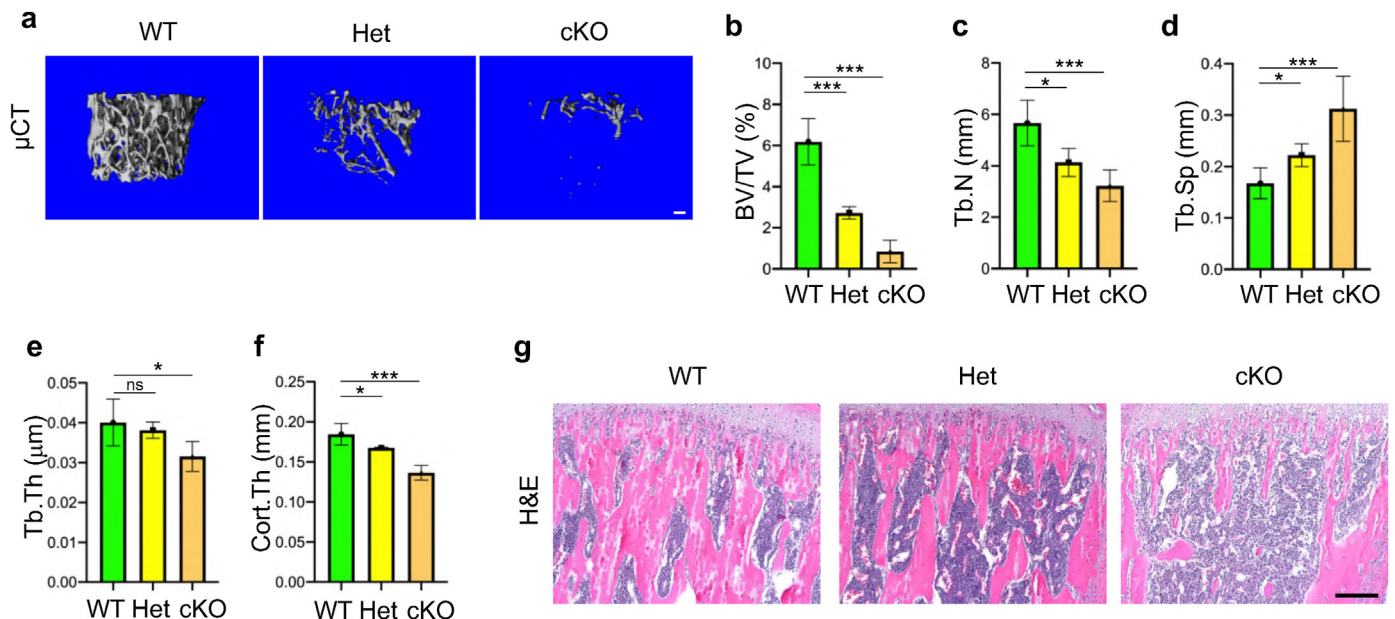 a
WT Het cKO
µCT
b
BV/TV (%)
10
8
6
4
2
0
***
***
WT Het cKO
c
Tb.N (mm)
8
6
4
2
0
***
*
WT Het cKO
d
Tb.Sp (mm)
0.4
0.3
0.2
0.1
0.0
***
*
WT Het cKO
e
Tb.Th (µm)
0.05
0.04
0.03
0.02
0.01
0.00
*
ns
WT Het cKO
f
Cort.Th (mm)
0.25
0.20
0.15
0.10
0.05
0.00
***
*
WT Het cKO
g
WT Het cKO
H&E